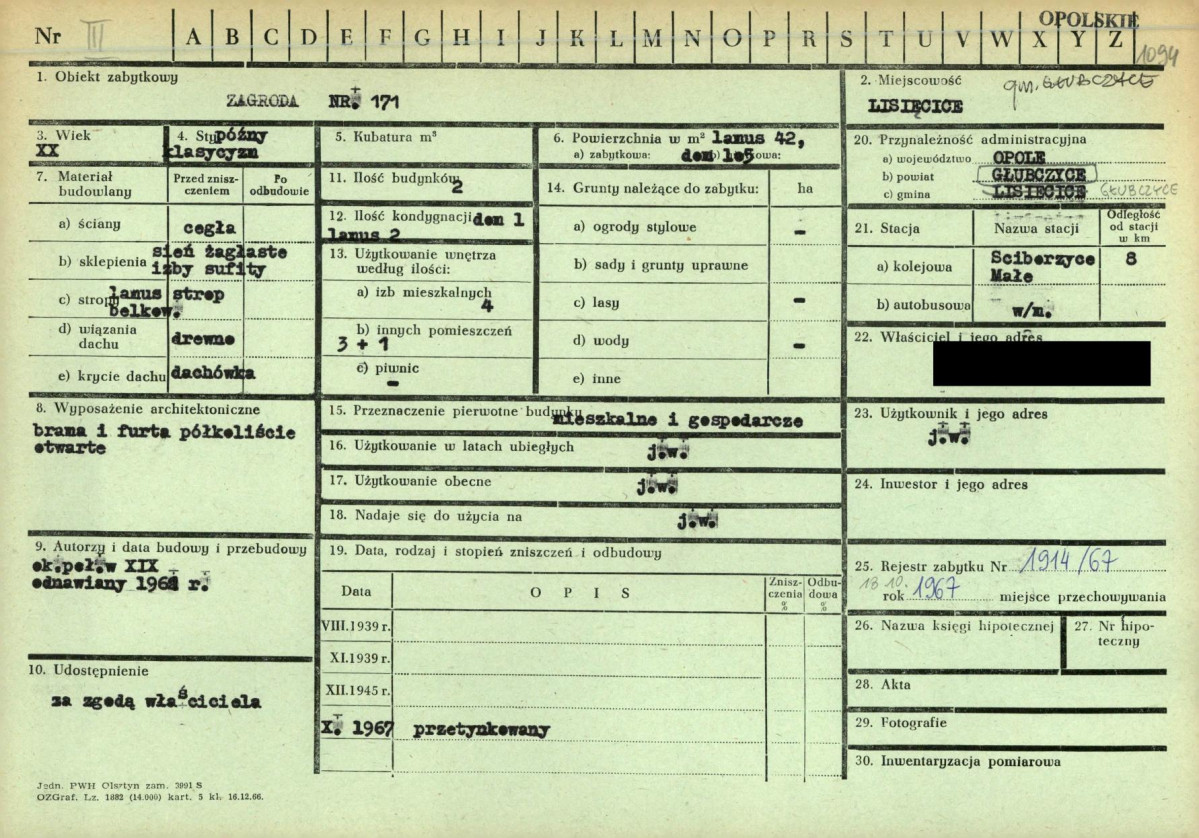 OPOLSKIE
Nr III A B C D E F G H I J K L M N O P R S T U V W X Y Z
1094
1. Obiekt zabytkowy
ZAGRODA NR. 171
2. Miejscowość gm. GŁUBCZYCE
LISIĘCICE
3. Wiek
XX
4. Styl późny
klasycyzm
5. Kubatura m³
6. Powierzchnia w m² lamus 42,
a) zabytkowa: dom 105
20. Przynależność administracyjna
a) województwo OPOLE
b) powiat GŁUBCZYCE
c) gmina LISIĘCICE GŁUBCZYCE
7. Materiał budowlany
Przed zniszczeniem
Po odbudowie
a) ściany cegła
b) sklepienia sień żaglaste
izby sufity
c) stropy lamus strop
belkow.
d) wiązania dachu drewno
e) krycie dachu dachówka
11. Ilość budynków 2
12. Ilość kondygnacji dom 1
lamus 2
13. Użytkowanie wnętrza
według ilości:
a) izb mieszkalnych
4
b) innych pomieszczeń
3 + 1
c) piwnic
-
14. Grunty należące do zabytku: ha
a) ogrody stylowe -
b) sady i grunty uprawne
c) lasy -
d) wody -
e) inne
21. Stacja
Nazwa stacji
Odległość
od stacji
w km
a) kolejowa Sciborzyce 8
Małe
b) autobusowa w/m.
22. Właściciel i jego adres
8. Wyposażenie architektoniczne
brama i furta półkoliście
otwarte
15. Przeznaczenie pierwotne budynku mieszkalne i gospodarcze
16. Użytkowanie w latach ubiegłych j.w.
17. Użytkowanie obecne j.w.
18. Nadaje się do użycia na j.w.
23. Użytkownik i jego adres
j.w.
24. Inwestor i jego adres
9. Autorzy i data budowy i przebudowy
ok.poł.w XIX
odnawiany 1961 r.
10. Udostępnienie
za zgodą właściciela
19. Data, rodzaj i stopień zniszczeń i odbudowy
Data
O P I S
Znisz-
czenia
%
Odbu-
dowa
%
VIII.1939 r.
XI.1939 r.
XII.1945 r.
X. 1967 przetynkowany
25. Rejestr zabytku Nr 1914/67
18 10. rok 1967 miejsce przechowywania
26. Nazwa księgi hipotecznej
27. Nr hipo-
teczny
28. Akta
29. Fotografie
30. Inwentaryzacja pomiarowa
Jedn. PWH Olsztyn zam. 3991 S
OZGraf. Lz. 1882 (14.000) kart. 5 kl. 16.12.66.